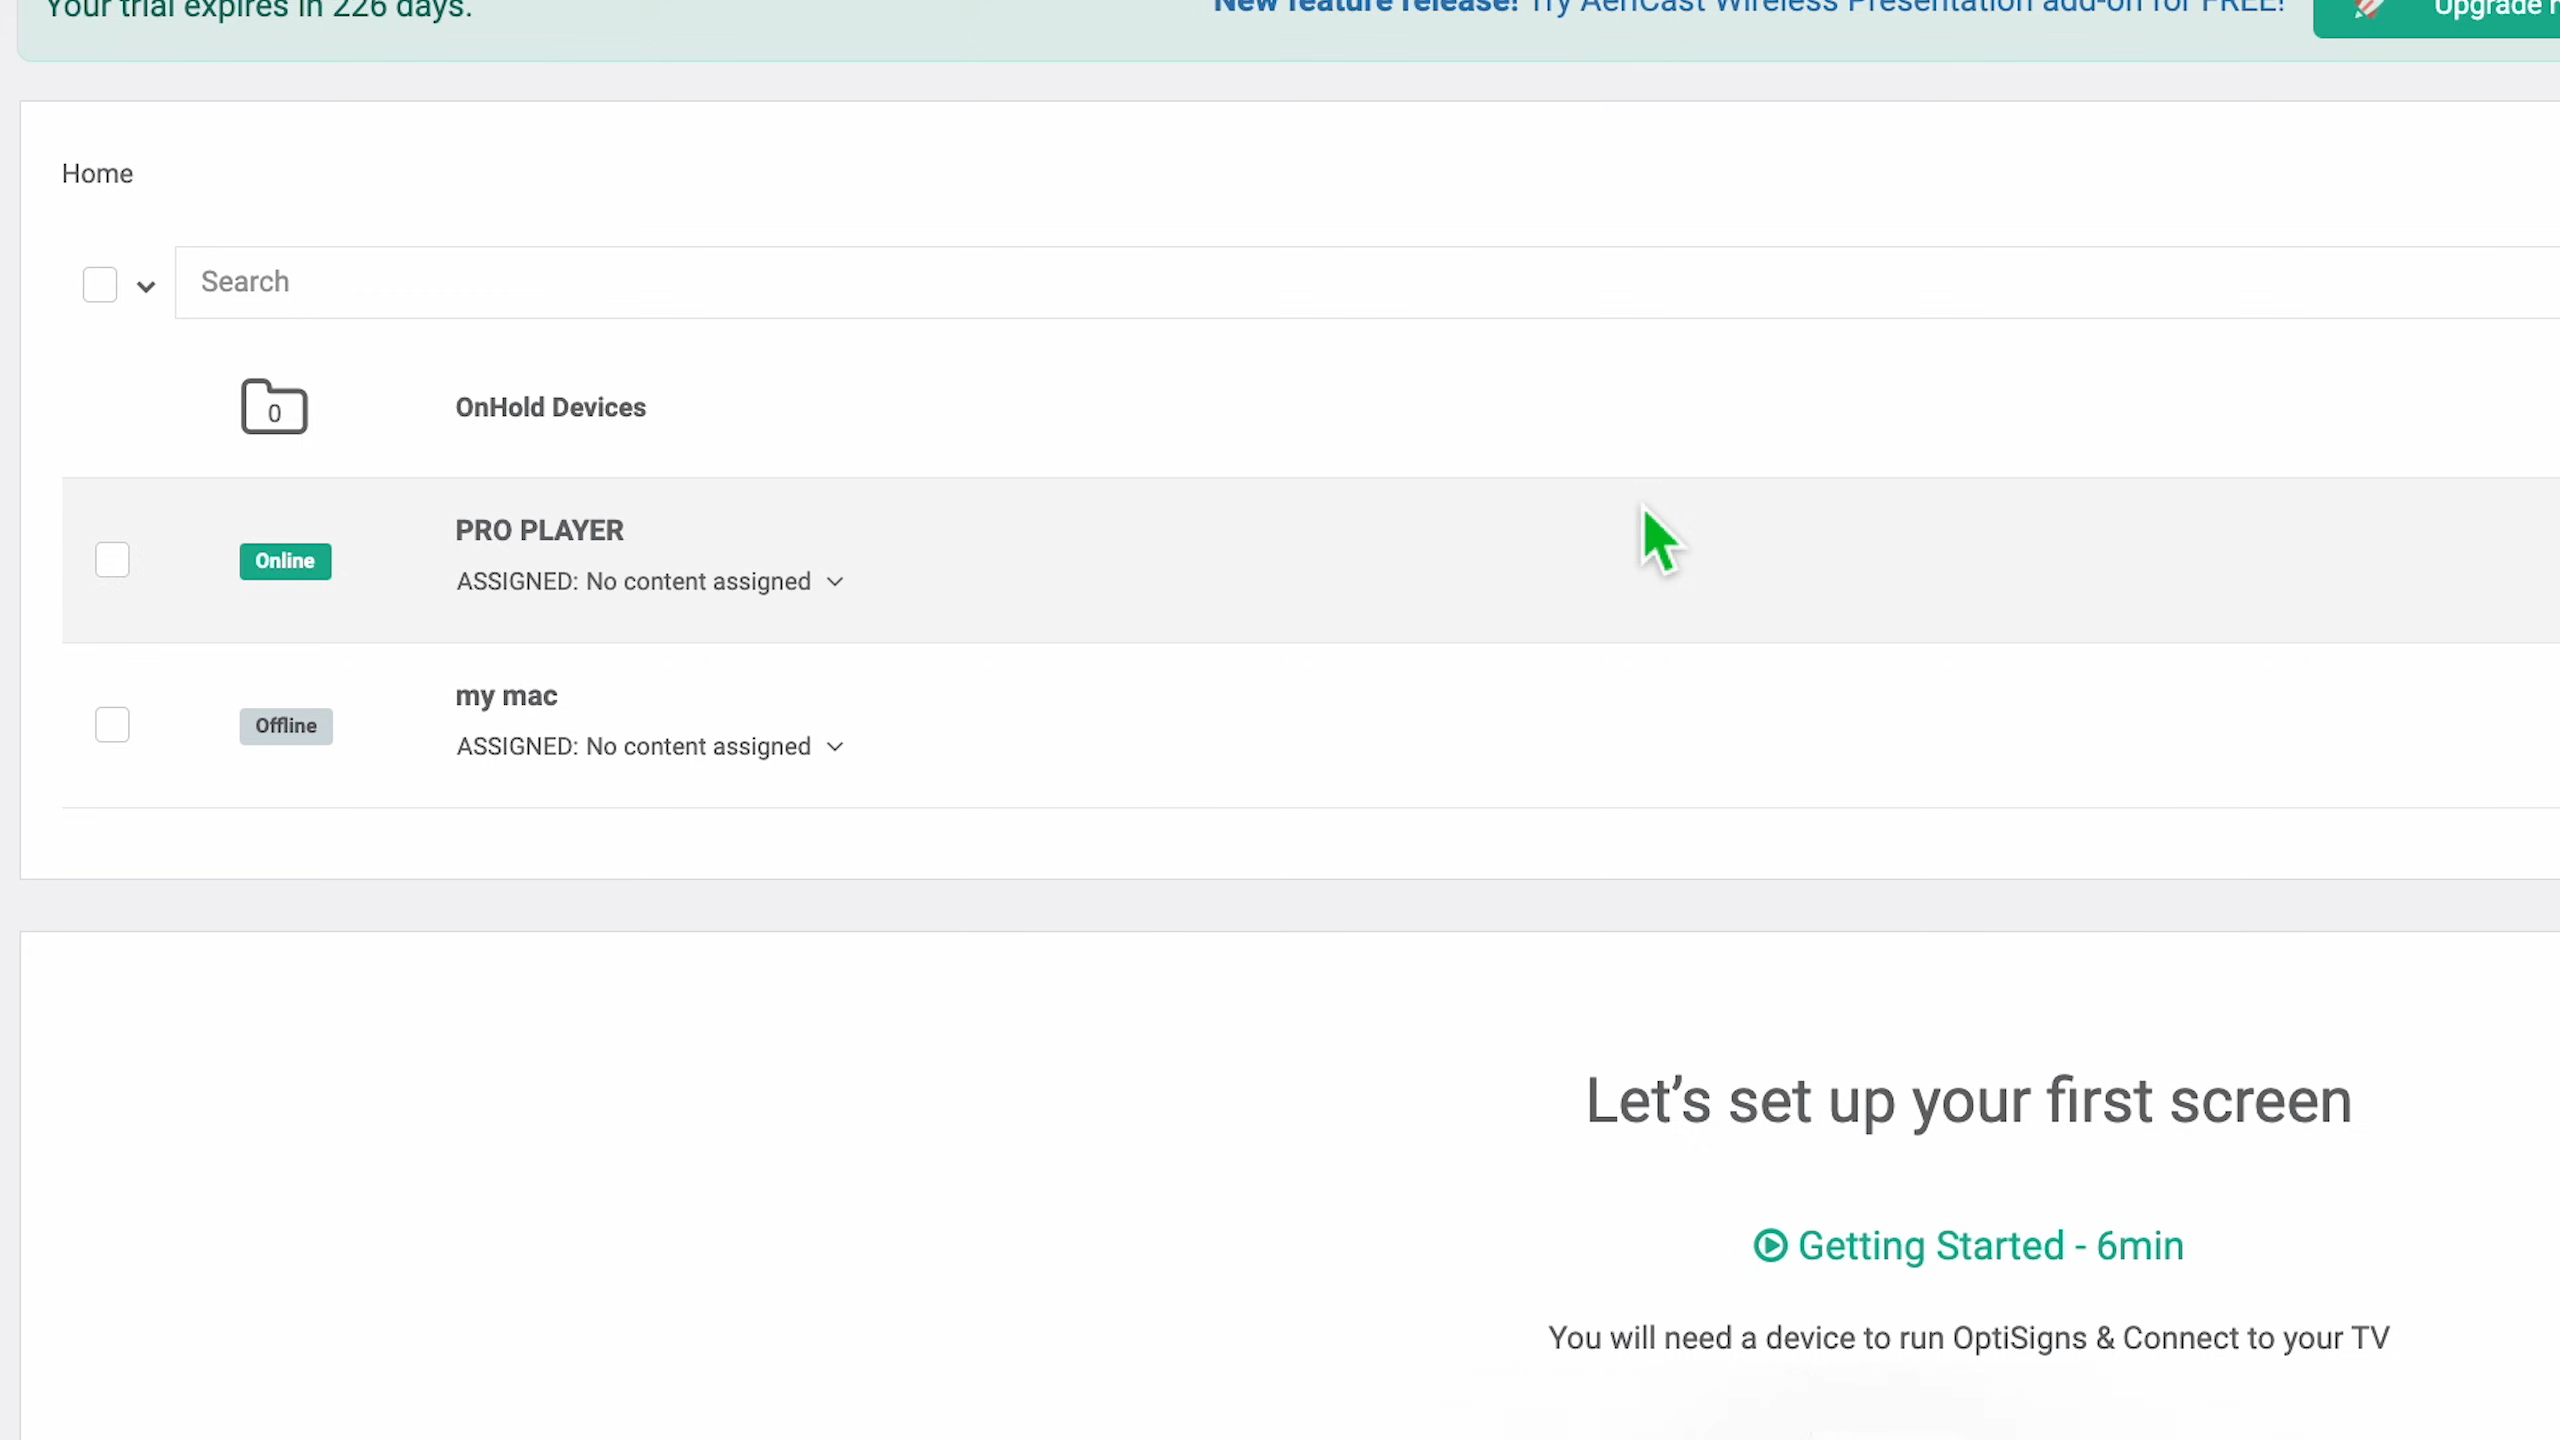 Your trial expires in 226 days.
New feature release! Try AeriCast Wireless Presentation add-on for FREE!
Upgrade
Home
Search
0
OnHold Devices
PRO PLAYER
Online
ASSIGNED: No content assigned
my mac
Offline
ASSIGNED: No content assigned
Let's set up your first screen
Getting Started - 6min
You will need a device to run OptiSigns & Connect to your TV